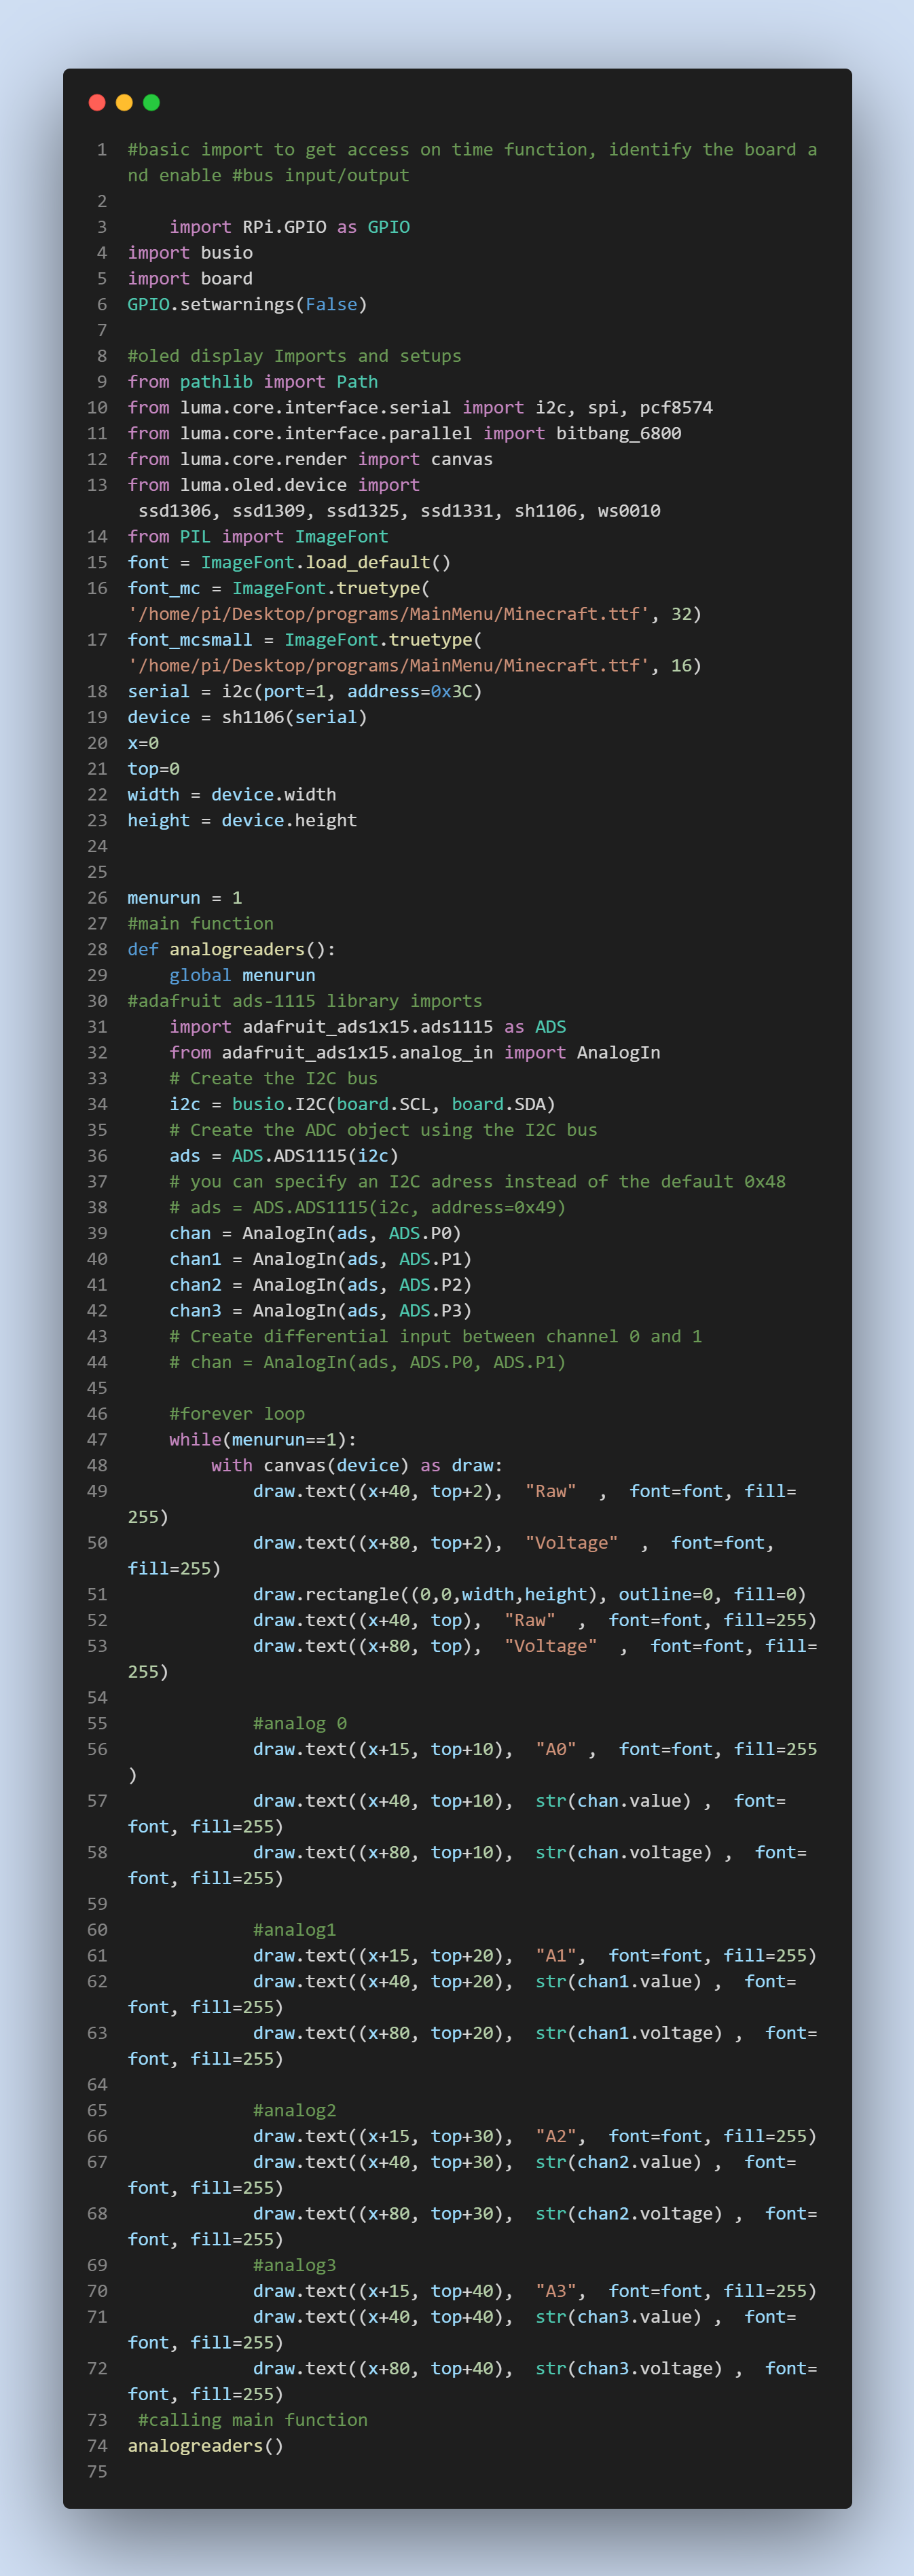 1 #basic import to get access on time function, identify the board a
nd enable #bus input/output
2
3     import RPi.GPIO as GPIO
4 import busio
5 import board
6 GPIO.setwarnings(False)
7
8 #oled display Imports and setups
9 from pathlib import Path
10 from luma.core.interface.serial import i2c, spi, pcf8574
11 from luma.core.interface.parallel import bitbang_6800
12 from luma.core.render import canvas
13 from luma.oled.device import
 ssd1306, ssd1309, ssd1325, ssd1331, sh1106, ws0010
14 from PIL import ImageFont
15 font = ImageFont.load_default()
16 font_mc = ImageFont.truetype(
'/home/pi/Desktop/programs/MainMenu/Minecraft.ttf', 32)
17 font_mcsmall = ImageFont.truetype(
'/home/pi/Desktop/programs/MainMenu/Minecraft.ttf', 16)
18 serial = i2c(port=1, address=0x3C)
19 device = sh1106(serial)
20 x=0
21 top=0
22 width = device.width
23 height = device.height
24
25
26 menurun = 1
27 #main function
28 def analogreaders():
29     global menurun
30 #adafruit ads-1115 library imports
31     import adafruit_ads1x15.ads1115 as ADS
32     from adafruit_ads1x15.analog_in import AnalogIn
33     # Create the I2C bus
34     i2c = busio.I2C(board.SCL, board.SDA)
35     # Create the ADC object using the I2C bus
36     ads = ADS.ADS1115(i2c)
37     # you can specify an I2C adress instead of the default 0x48
38     # ads = ADS.ADS1115(i2c, address=0x49)
39     chan = AnalogIn(ads, ADS.P0)
40     chan1 = AnalogIn(ads, ADS.P1)
41     chan2 = AnalogIn(ads, ADS.P2)
42     chan3 = AnalogIn(ads, ADS.P3)
43     # Create differential input between channel 0 and 1
44     # chan = AnalogIn(ads, ADS.P0, ADS.P1)
45
46     #forever loop
47     while(menurun==1):
48         with canvas(device) as draw:
49             draw.text((x+40, top+2),  "Raw"  ,  font=font, fill=
255)
50             draw.text((x+80, top+2),  "Voltage"  ,  font=font,
fill=255)
51             draw.rectangle((0,0,width,height), outline=0, fill=0)
52             draw.text((x+40, top),  "Raw"  ,  font=font, fill=255)
53             draw.text((x+80, top),  "Voltage"  ,  font=font, fill=
255)
54
55             #analog 0
56             draw.text((x+15, top+10),  "A0" ,  font=font, fill=255
)
57             draw.text((x+40, top+10),  str(chan.value) ,  font=
font, fill=255)
58             draw.text((x+80, top+10),  str(chan.voltage) ,  font=
font, fill=255)
59
60             #analog1
61             draw.text((x+15, top+20),  "A1",  font=font, fill=255)
62             draw.text((x+40, top+20),  str(chan1.value) ,  font=
font, fill=255)
63             draw.text((x+80, top+20),  str(chan1.voltage) ,  font=
font, fill=255)
64
65             #analog2
66             draw.text((x+15, top+30),  "A2",  font=font, fill=255)
67             draw.text((x+40, top+30),  str(chan2.value) ,  font=
font, fill=255)
68             draw.text((x+80, top+30),  str(chan2.voltage) ,  font=
font, fill=255)
69             #analog3
70             draw.text((x+15, top+40),  "A3",  font=font, fill=255)
71             draw.text((x+40, top+40),  str(chan3.value) ,  font=
font, fill=255)
72             draw.text((x+80, top+40),  str(chan3.voltage) ,  font=
font, fill=255)
73  #calling main function
74 analogreaders()
75